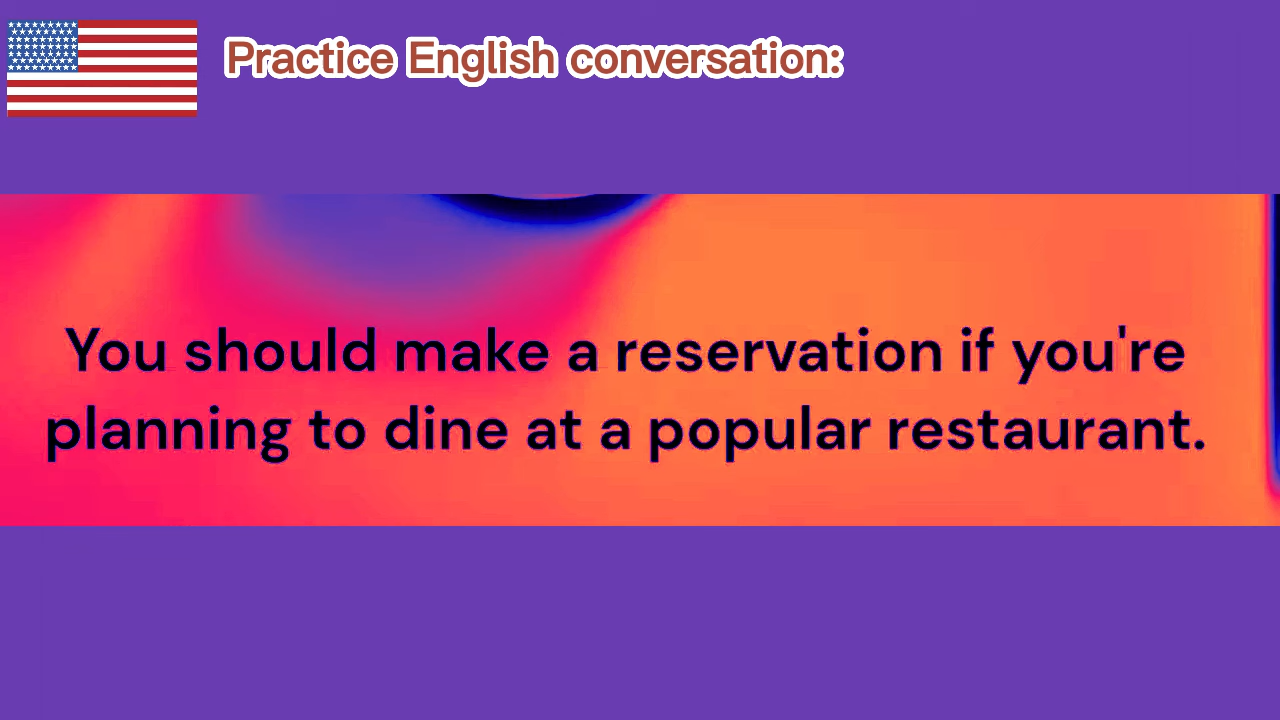 Practice English conversation:
You should make a reservation if you're
planning to dine at a popular restaurant.